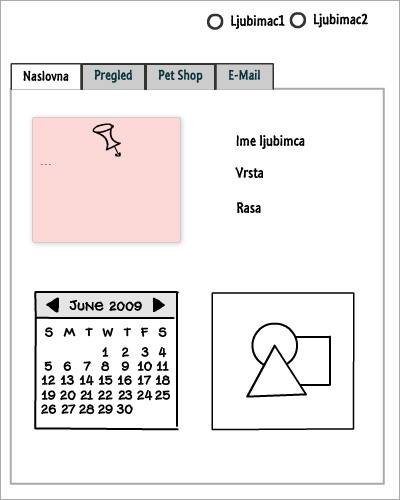 Ljubimac1 Ljubimac2
Naslovna Pregled Pet Shop E-Mail
...
Ime ljubimca
Vrsta
Rasa
June 2009
S M T W T F S
1 2 3 4
5 6 7 8 9 10 11
12 13 14 15 16 17 18
19 20 21 22 23 24 25
26 27 28 29 30